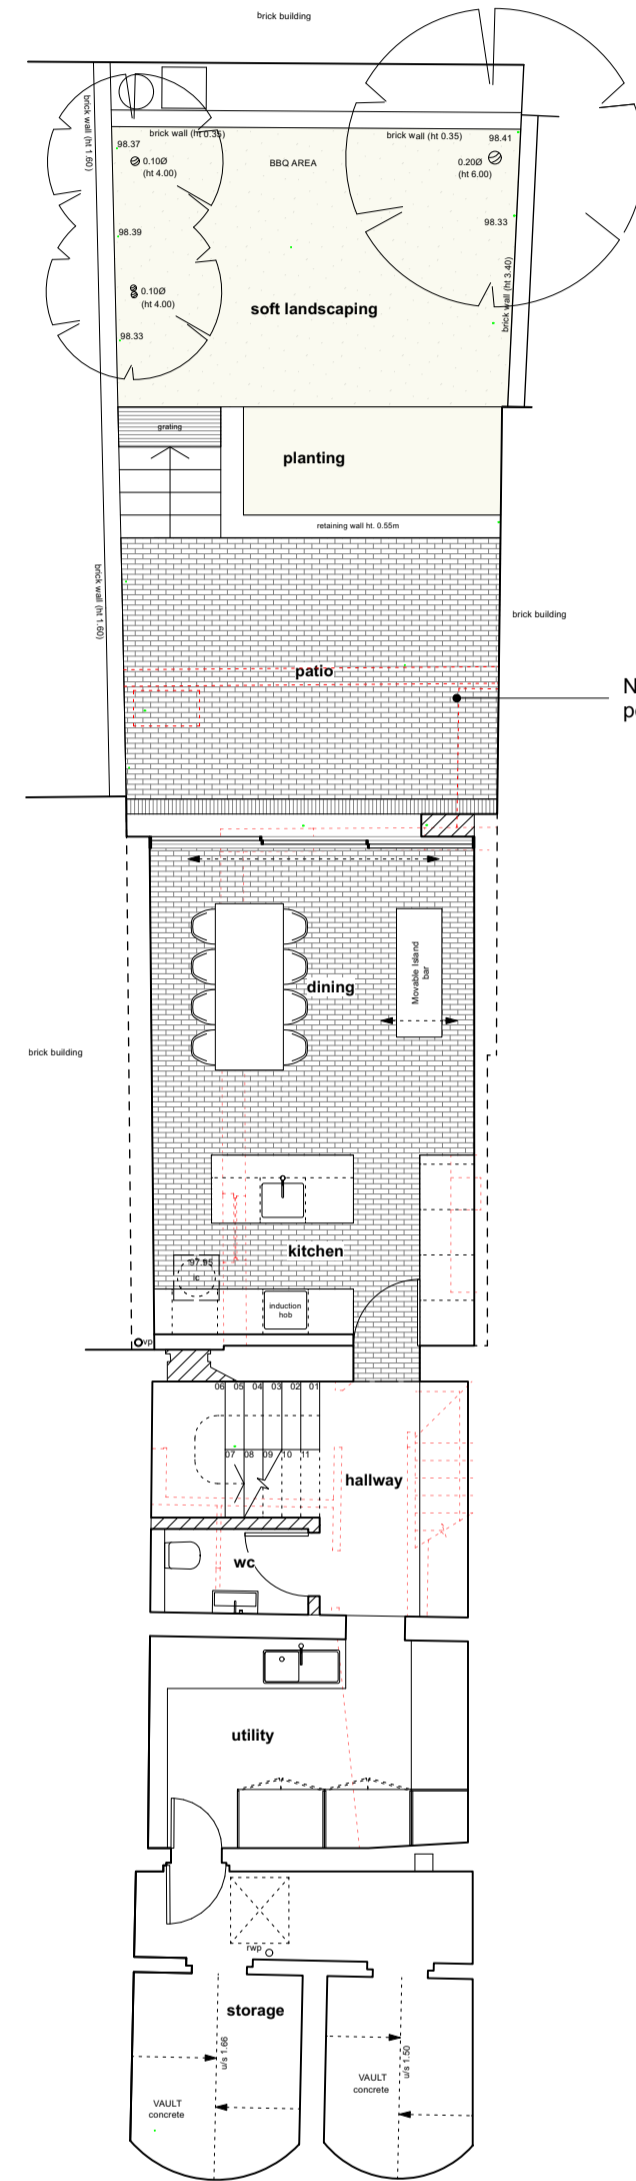 brick building
brick wall (ht 1.60)
brick wall (ht 0.35)
brick wall (ht 0.35)
98.41
98.37
BBQ AREA
0.10Ø
(ht 4.00)
0.20Ø
(ht 6.00)
98.39
98.33
0.10Ø
(ht 4.00)
soft landscaping
brick wall (ht 3.40)
98.33
grating
planting
retaining wall ht. 0.55m
brick wall (ht 1.60)
brick building
patio
N
po
dining
Movable Island
bar
brick building
kitchen
97.95
ic
induction
hob
vp
06 05 04 03 02 01
07 08 09 10 11
hallway
wc
utility
rwp
storage
u/s 1.66
u/s 1.50
VAULT
concrete
VAULT
concrete